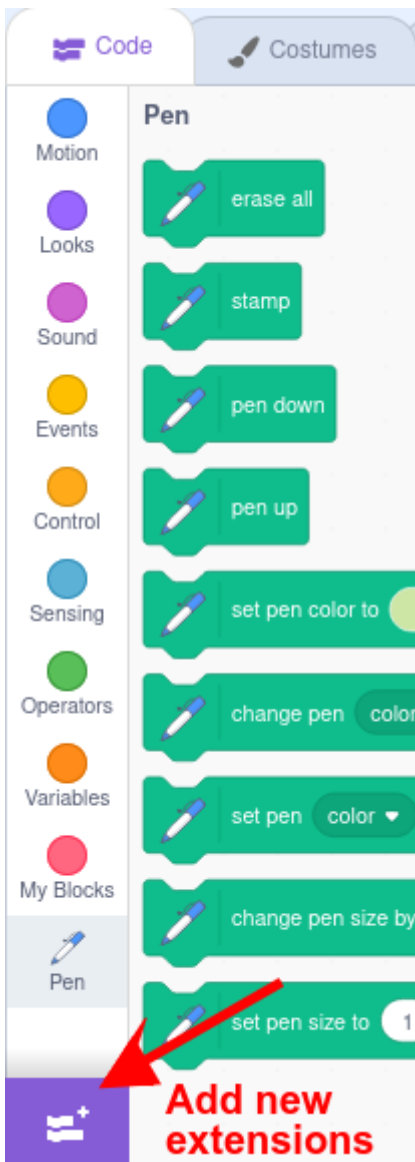 Code
Costumes
Motion
Looks
Sound
Events
Control
Sensing
Operators
Variables
My Blocks
Pen
Pen
erase all
stamp
pen down
pen up
set pen color to
change pen color
set pen color
change pen size by
set pen size to 1
Add new
extensions